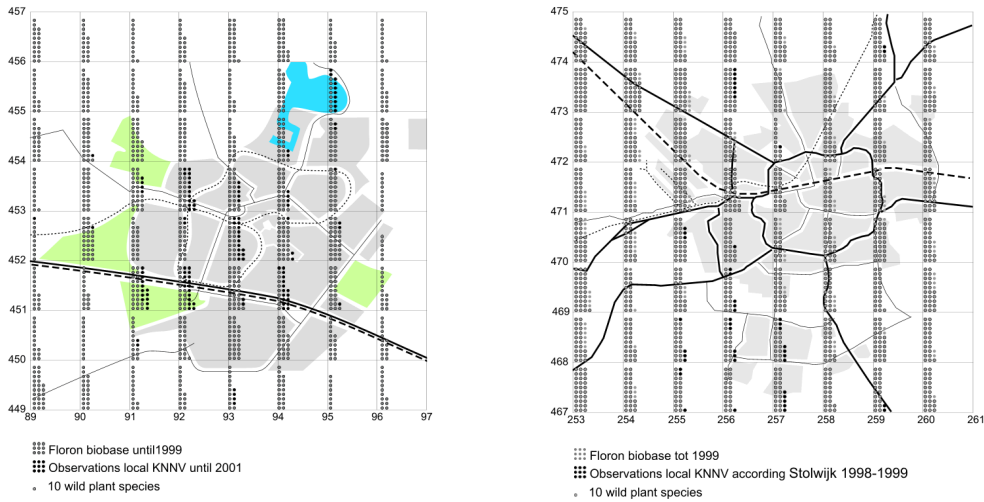 457
456
455
454
453
452
451
450
449
89 90 91 92 93 94 95 96 97
Floron biobase until1999
Observations local KNNV until 2001
10 wild plant species
475
474
473
472
471
470
469
468
467
253 254 255 256 257 258 259 260 261
Floron biobase tot 1999
Observations local KNNV according Stolwijk 1998-1999
10 wild plant species